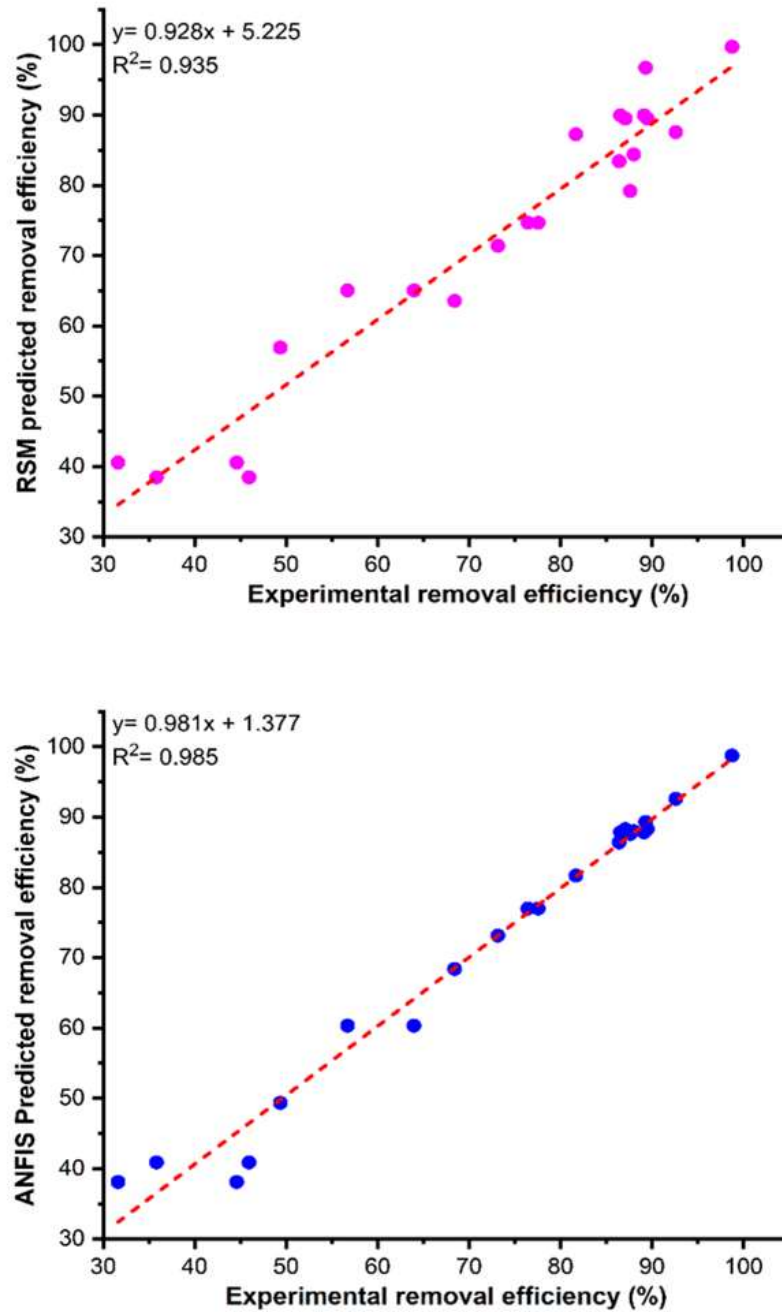 y= 0.928x + 5.225
R²= 0.935
100
90
80
70
60
50
40
30
RSM predicted removal efficiency (%)
30 40 50 60 70 80 90 100
Experimental removal efficiency (%)
y= 0.981x + 1.377
R²= 0.985
100
90
80
70
60
50
40
30
ANFIS Predicted removal efficiency (%)
30 40 50 60 70 80 90 100
Experimental removal efficiency (%)